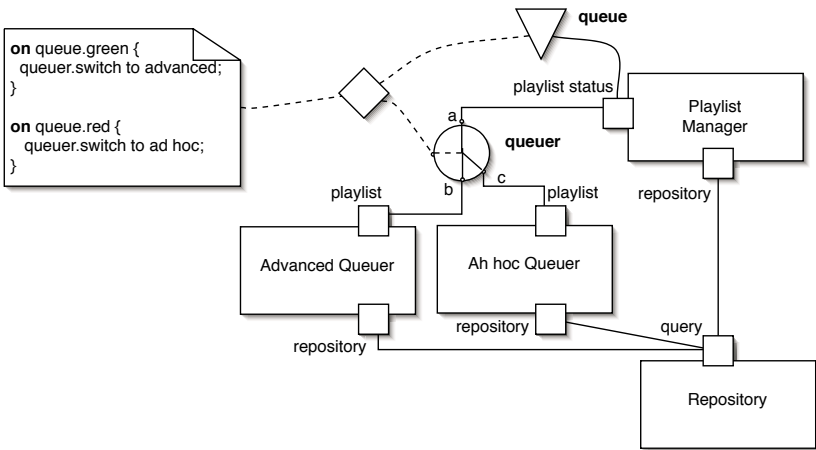 queue
on queue.green {
queuer.switch to advanced;
}
on queue.red {
queuer.switch to ad hoc;
}
playlist status
Playlist
Manager
a
queuer
b
c
playlist
playlist
repository
Advanced Queuer
Ah hoc Queuer
repository
repository
query
Repository